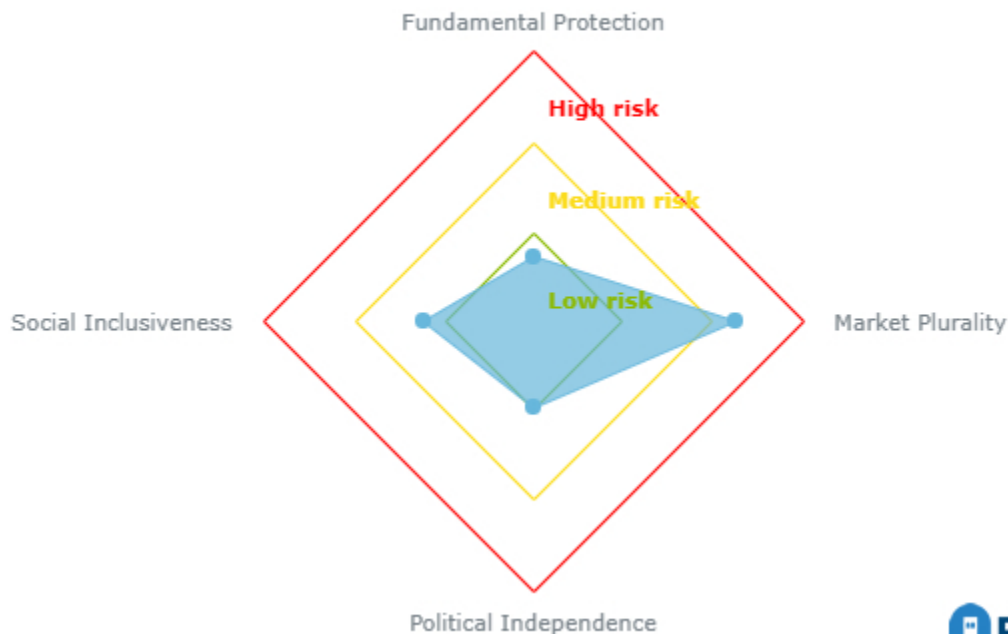 Fundamental Protection
High risk
Medium risk
Low risk
Social Inclusiveness
Market Plurality
Political Independence